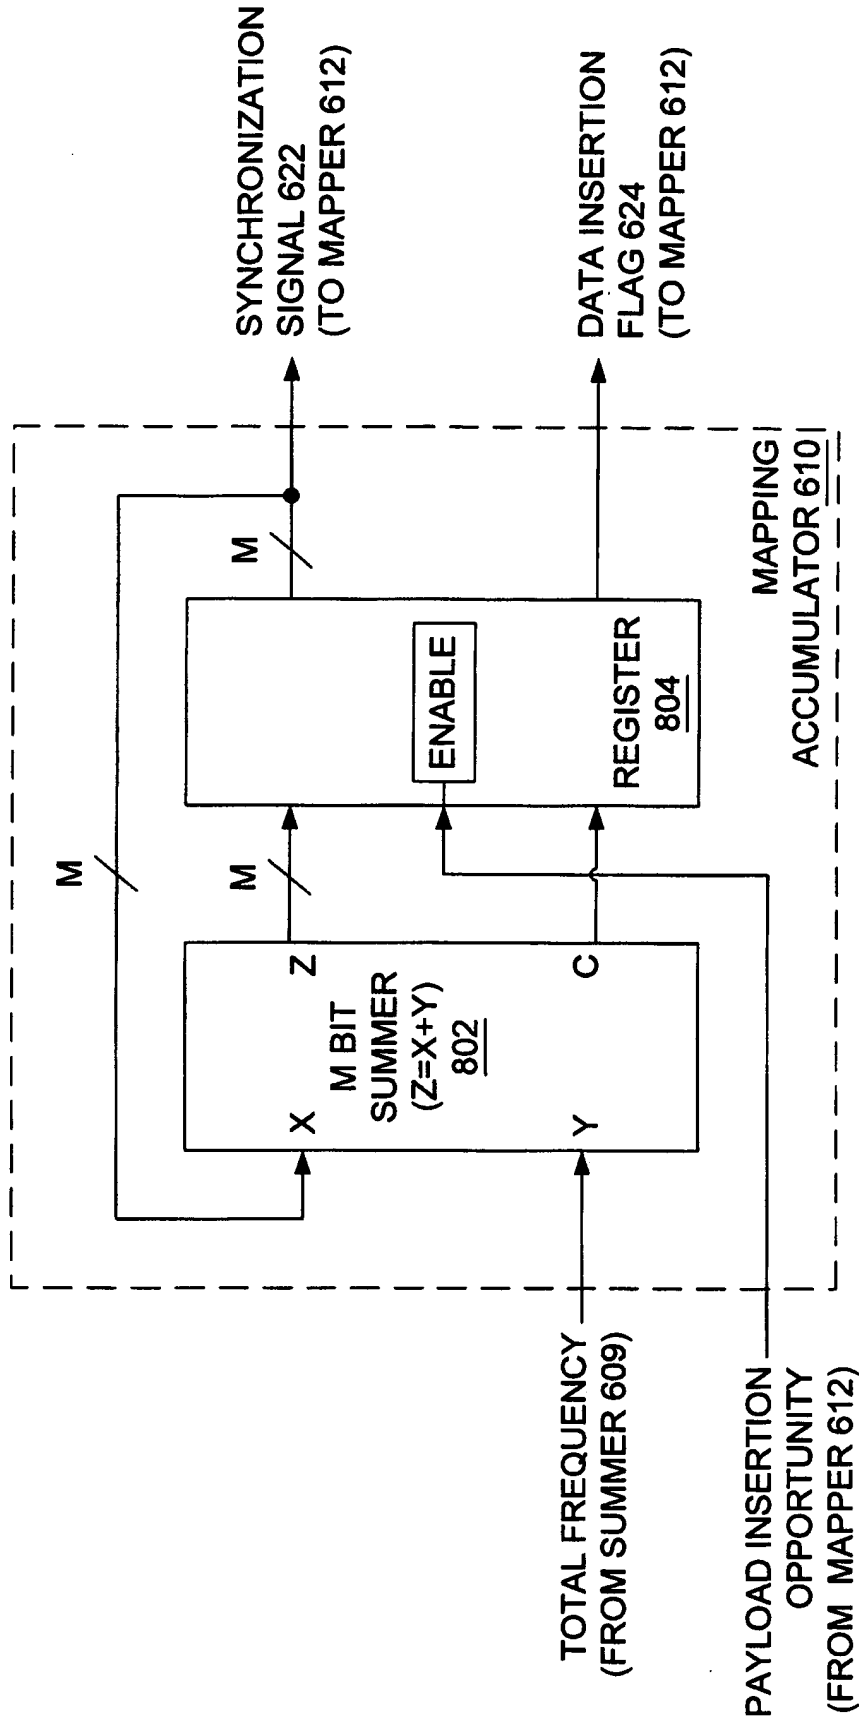 SYNCHRONIZATION
SIGNAL 622
(TO MAPPER 612)
DATA INSERTION
FLAG 624
(TO MAPPER 612)
M
M
M
X
Z
M BIT
SUMMER
(Z=X+Y)
802
Y
C
ENABLE
REGISTER
804
MAPPING
ACCUMULATOR 610
TOTAL FREQUENCY
(FROM SUMMER 609)
PAYLOAD INSERTION
OPPORTUNITY
(FROM MAPPER 612)